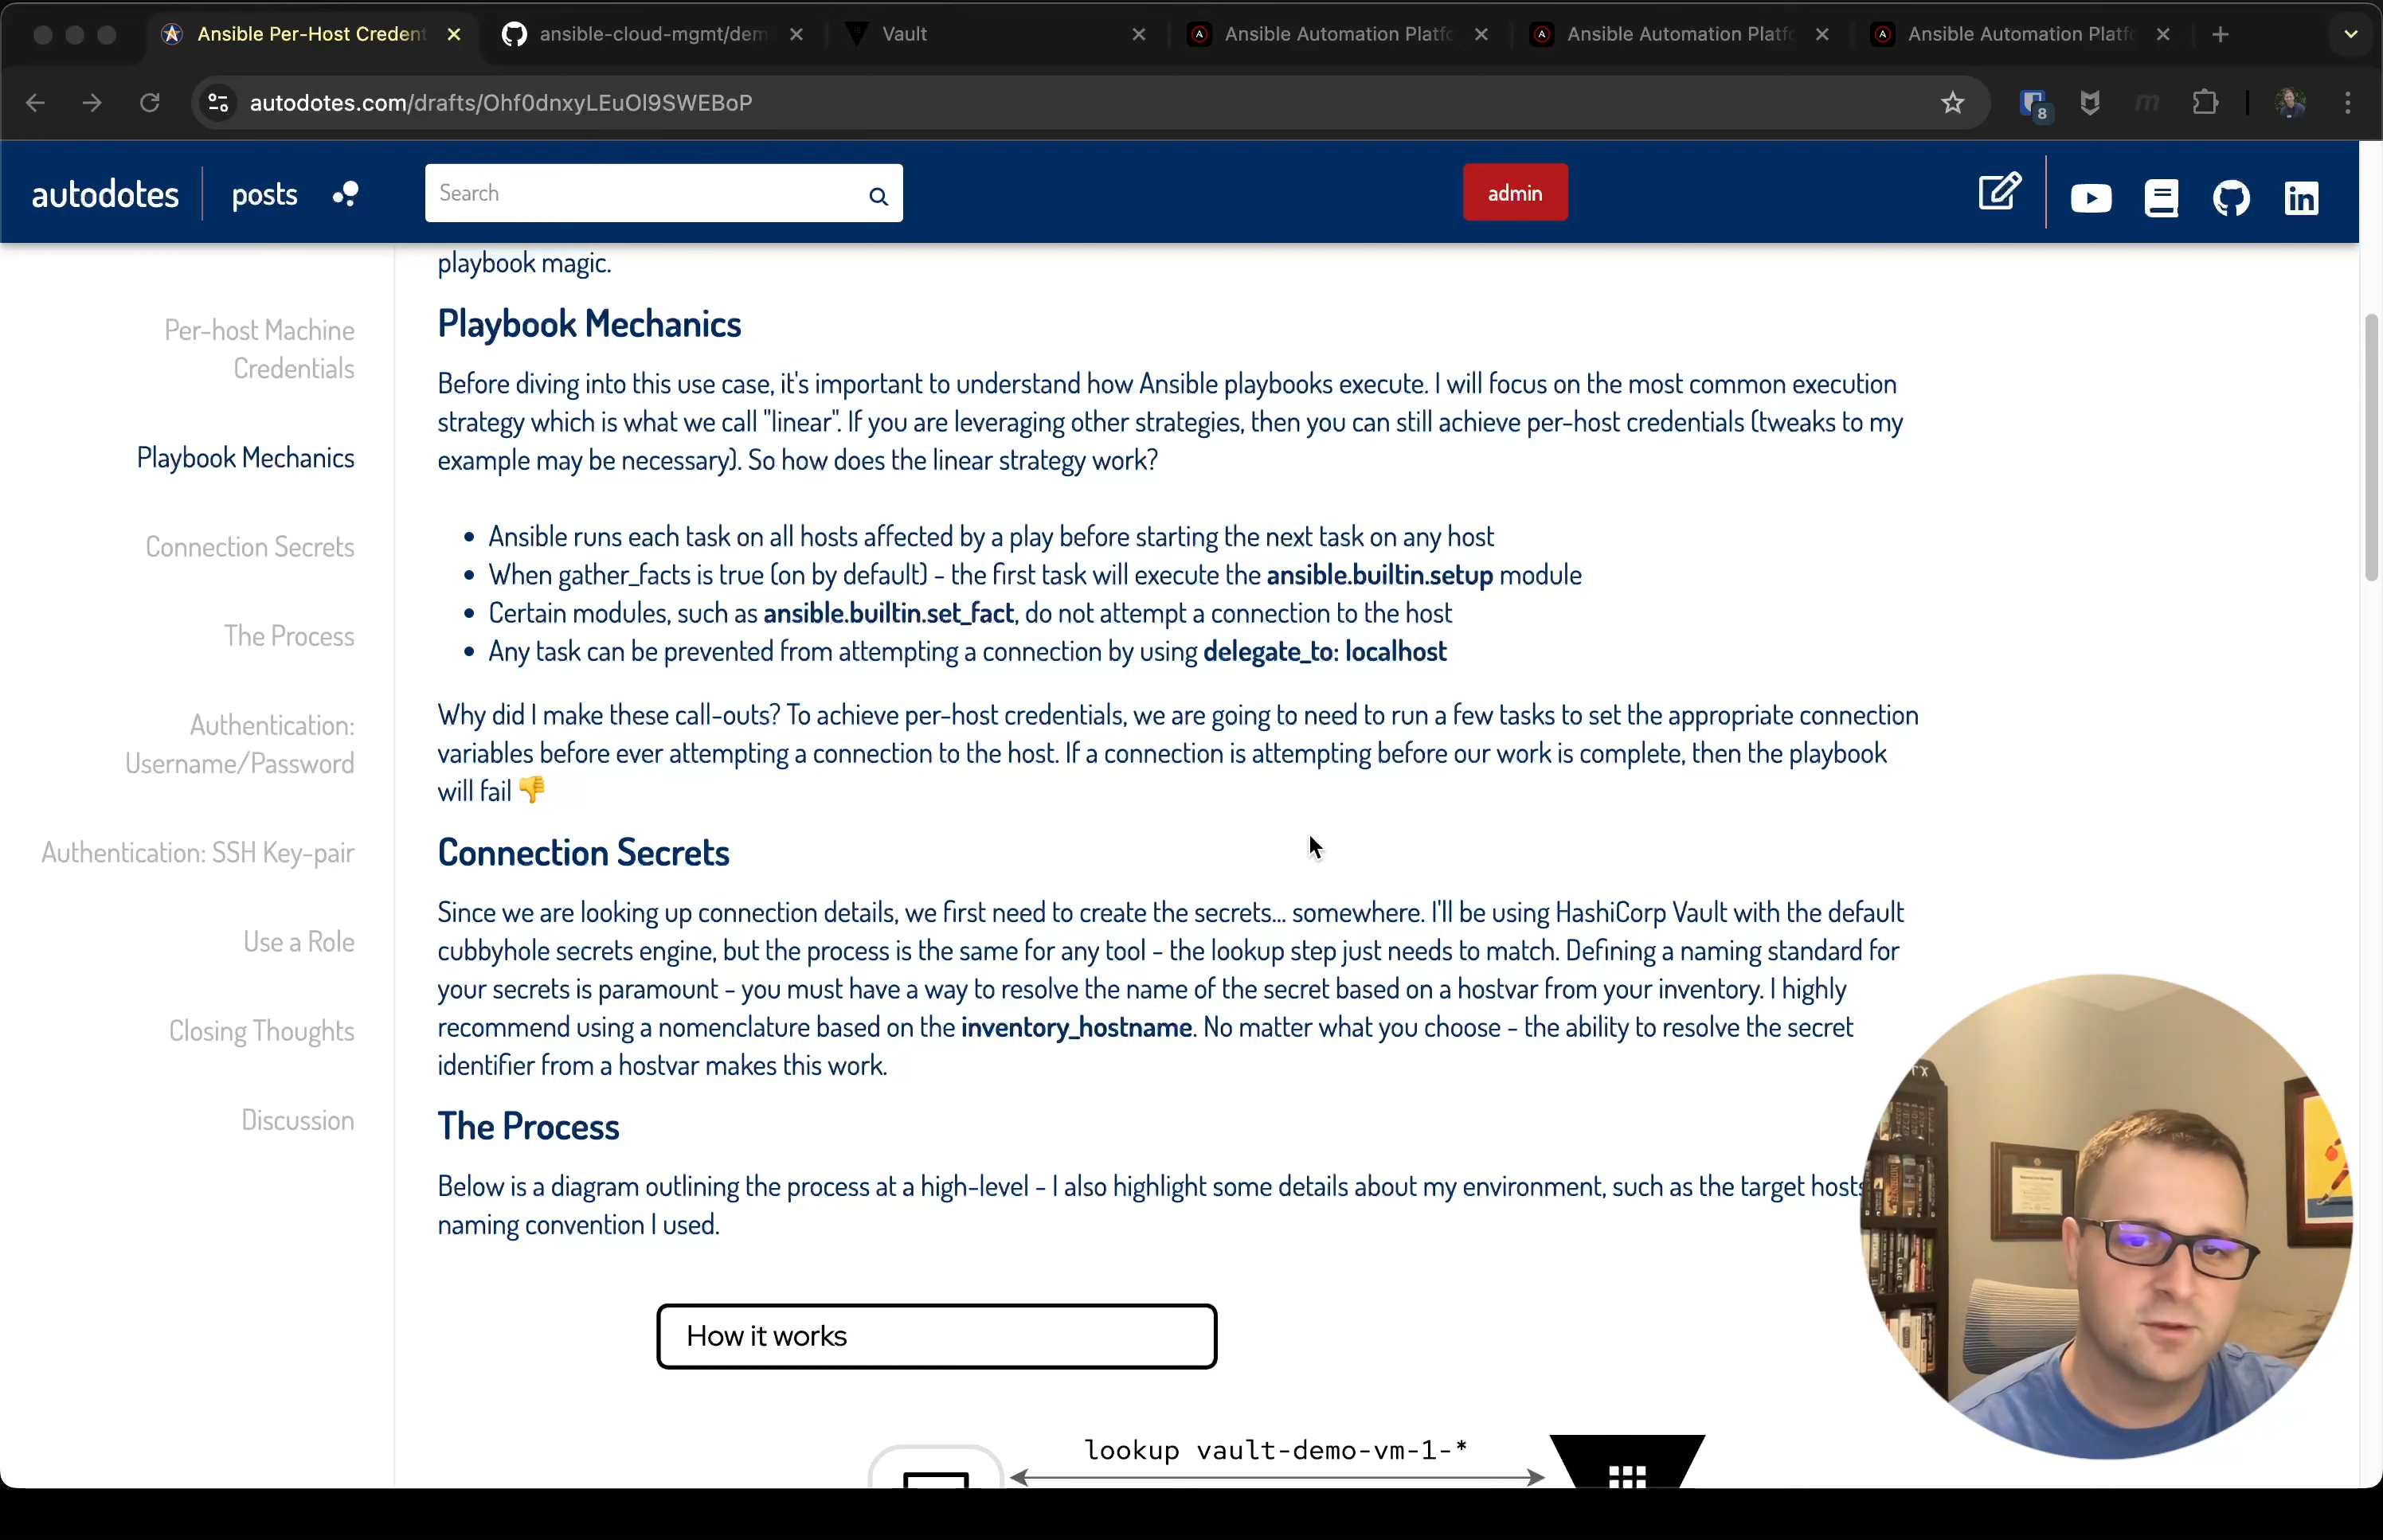 Ansible Per-Host Credent
ansible-cloud-mgmt/dem
Vault
Ansible Automation Platfo
Ansible Automation Platfo
Ansible Automation Platfo
autodotes.com/drafts/Ohf0dnxyLEuOl9SWEBoP
8
autodotes
posts
Search
admin
playbook magic.
Per-host Machine
Credentials
Playbook Mechanics
Connection Secrets
The Process
Authentication:
Username/Password
Authentication: SSH Key-pair
Use a Role
Closing Thoughts
Discussion
Playbook Mechanics
Before diving into this use case, it's important to understand how Ansible playbooks execute. I will focus on the most common execution
strategy which is what we call "linear". If you are leveraging other strategies, then you can still achieve per-host credentials (tweaks to my
example may be necessary). So how does the linear strategy work?
• Ansible runs each task on all hosts affected by a play before starting the next task on any host
• When gather_facts is true (on by default) - the first task will execute the ansible.builtin.setup module
• Certain modules, such as ansible.builtin.set_fact, do not attempt a connection to the host
• Any task can be prevented from attempting a connection by using delegate_to: localhost
Why did I make these call-outs? To achieve per-host credentials, we are going to need to run a few tasks to set the appropriate connection
variables before ever attempting a connection to the host. If a connection is attempting before our work is complete, then the playbook
will fail 👎
Connection Secrets
Since we are looking up connection details, we first need to create the secrets... somewhere. I'll be using HashiCorp Vault with the default
cubbyhole secrets engine, but the process is the same for any tool - the lookup step just needs to match. Defining a naming standard for
your secrets is paramount - you must have a way to resolve the name of the secret based on a hostvar from your inventory. I highly
recommend using a nomenclature based on the inventory_hostname. No matter what you choose - the ability to resolve the secret
identifier from a hostvar makes this work.
The Process
Below is a diagram outlining the process at a high-level - I also highlight some details about my environment, such as the target hosts
naming convention I used.
How it works
lookup vault-demo-vm-1-*